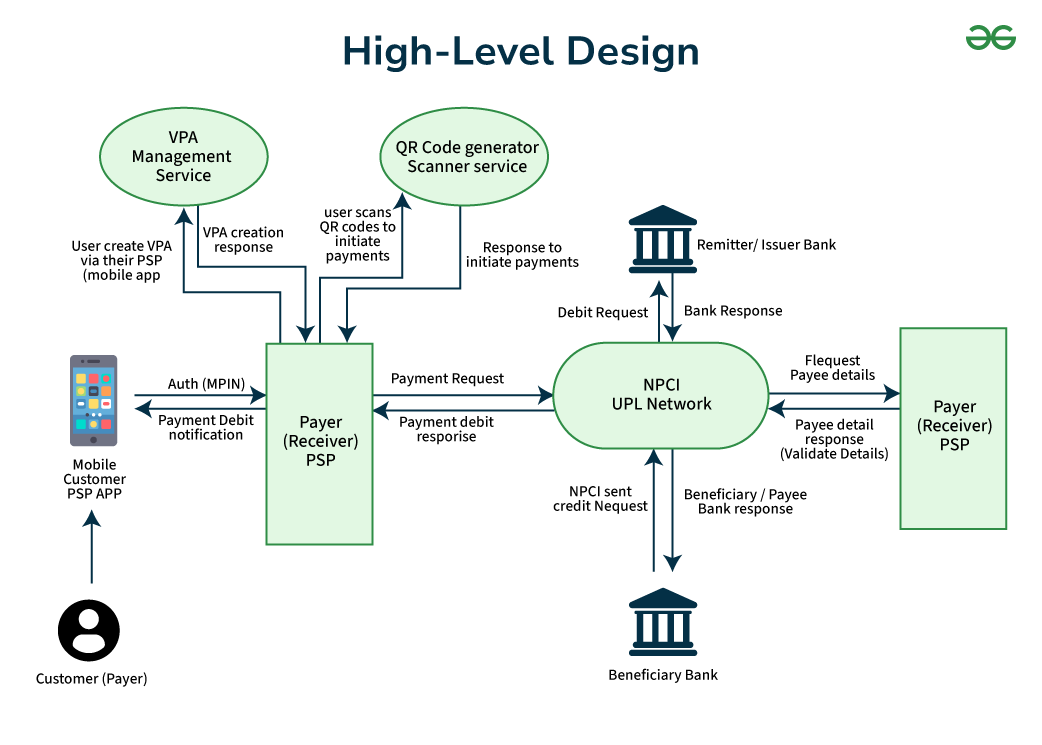 High-Level Design
VPA
Management
Service
QR Code generator
Scanner service
User create VPA
via their PSP
(mobile app
VPA creation
response
user scans
QR codes to
initiate
payments
Response to
initiate payments
Remitter/ Issuer Bank
Debit Request
Bank Response
Auth (MPIN)
Payment Debit
notification
Payer
(Receiver)
PSP
Payment Request
Payment debit
resporise
NPCI
UPL Network
Flequest
Payee details
Payee detail
response
(Validate Details)
Payer
(Receiver)
PSP
Mobile
Customer
PSP APP
NPCI sent
credit Nequest
Beneficiary / Payee
Bank response
Customer (Payer)
Beneficiary Bank